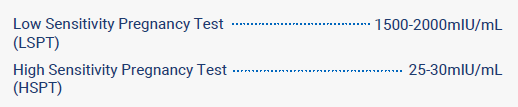 Low Sensitivity Pregnancy Test 1500-2000mIU/mL
(LSPT)
High Sensitivity Pregnancy Test 25-30mIU/mL
(HSPT)